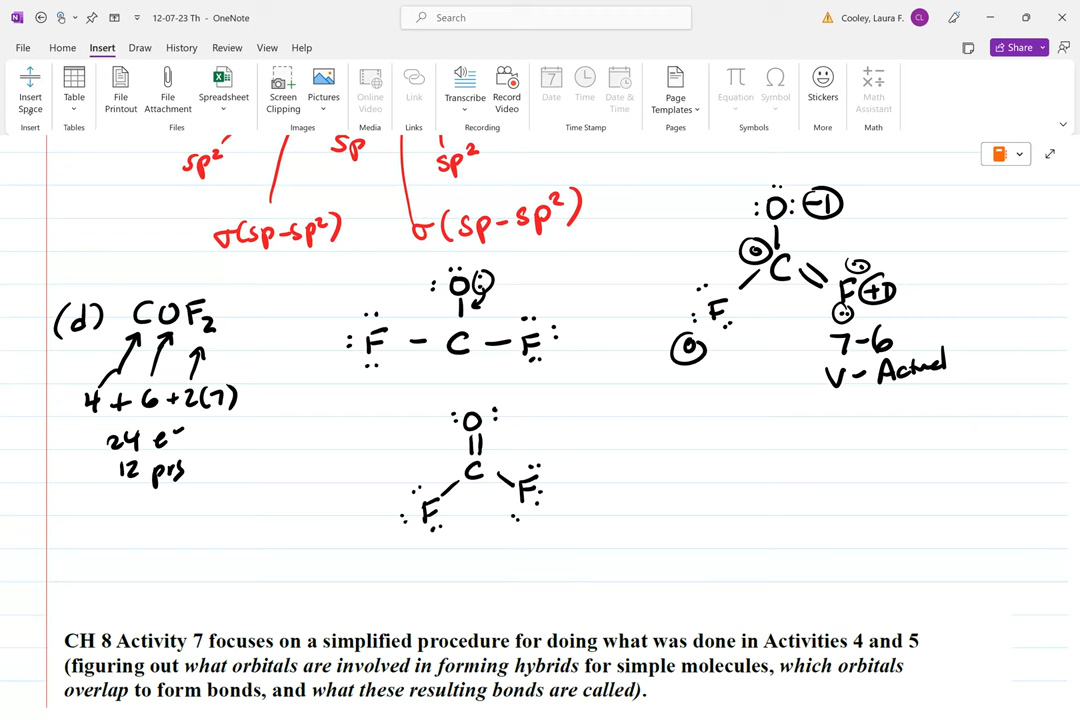 12-07-23 Th - OneNote
Search
Cooley, Laura F.
CL
File Home Insert Draw History Review View Help
Share
Insert Space
Table
File Printout
File Attachment
Spreadsheet
Screen Clipping
Pictures
Online Video
Link
Transcribe
Record Video
7
Date
Time
Date & Time
Page Templates
π
Equation
Ω
Symbol
Stickers
Math Assistant
Insert Tables Files Images Media Links Recording Time Stamp Pages Symbols More Math
sp² sp sp²
σ(sp-sp²) σ(sp-sp²)
(d) COF₂
4 + 6 + 2(7)
24 e⁻
12 prs
:Ö:
:F̤̈ - C - F̤̈:
:O:
||
C
:F̤̈ F̤̈:
:Ö: -1
0 C
:F̤̈ F̤̈ +1
0
7-6
V - Actual
CH 8 Activity 7 focuses on a simplified procedure for doing what was done in Activities 4 and 5
(figuring out what orbitals are involved in forming hybrids for simple molecules, which orbitals
overlap to form bonds, and what these resulting bonds are called).